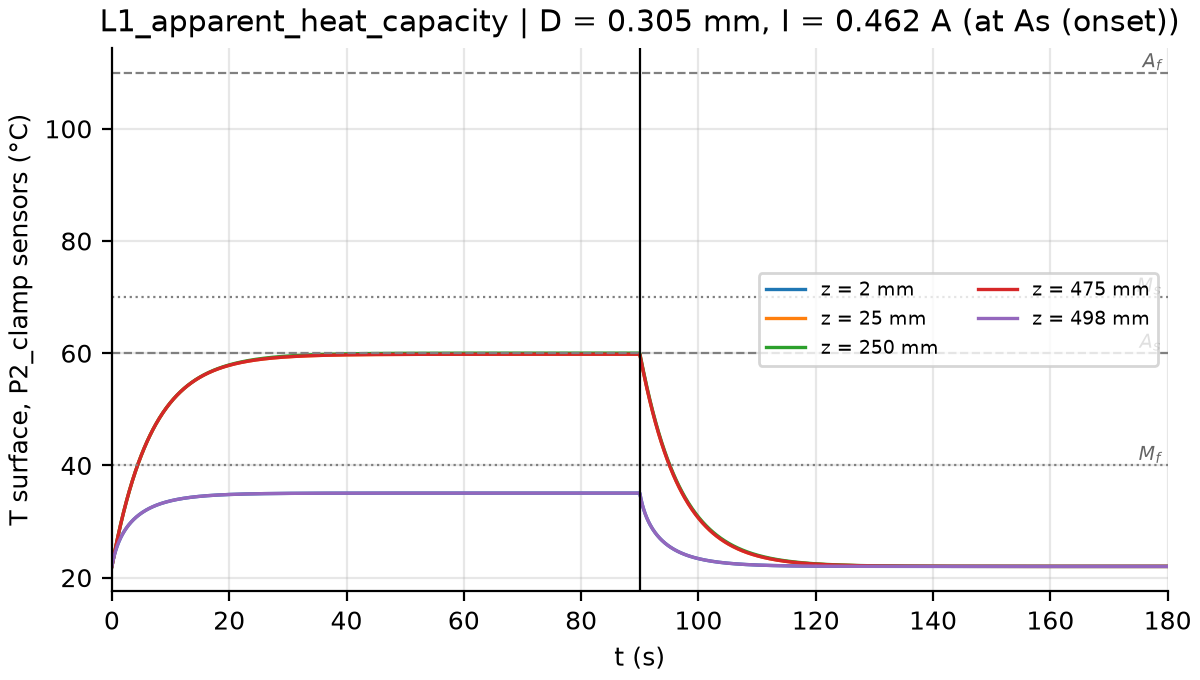 L1_apparent_heat_capacity | D = 0.305 mm, I = 0.462 A (at As (onset))
T surface, P2_clamp sensors (°C)
100
80
60
40
20
A_f
M_s
A_s
M_f
z = 2 mm
z = 25 mm
z = 250 mm
z = 475 mm
z = 498 mm
0 20 40 60 80 100 120 140 160 180
t (s)